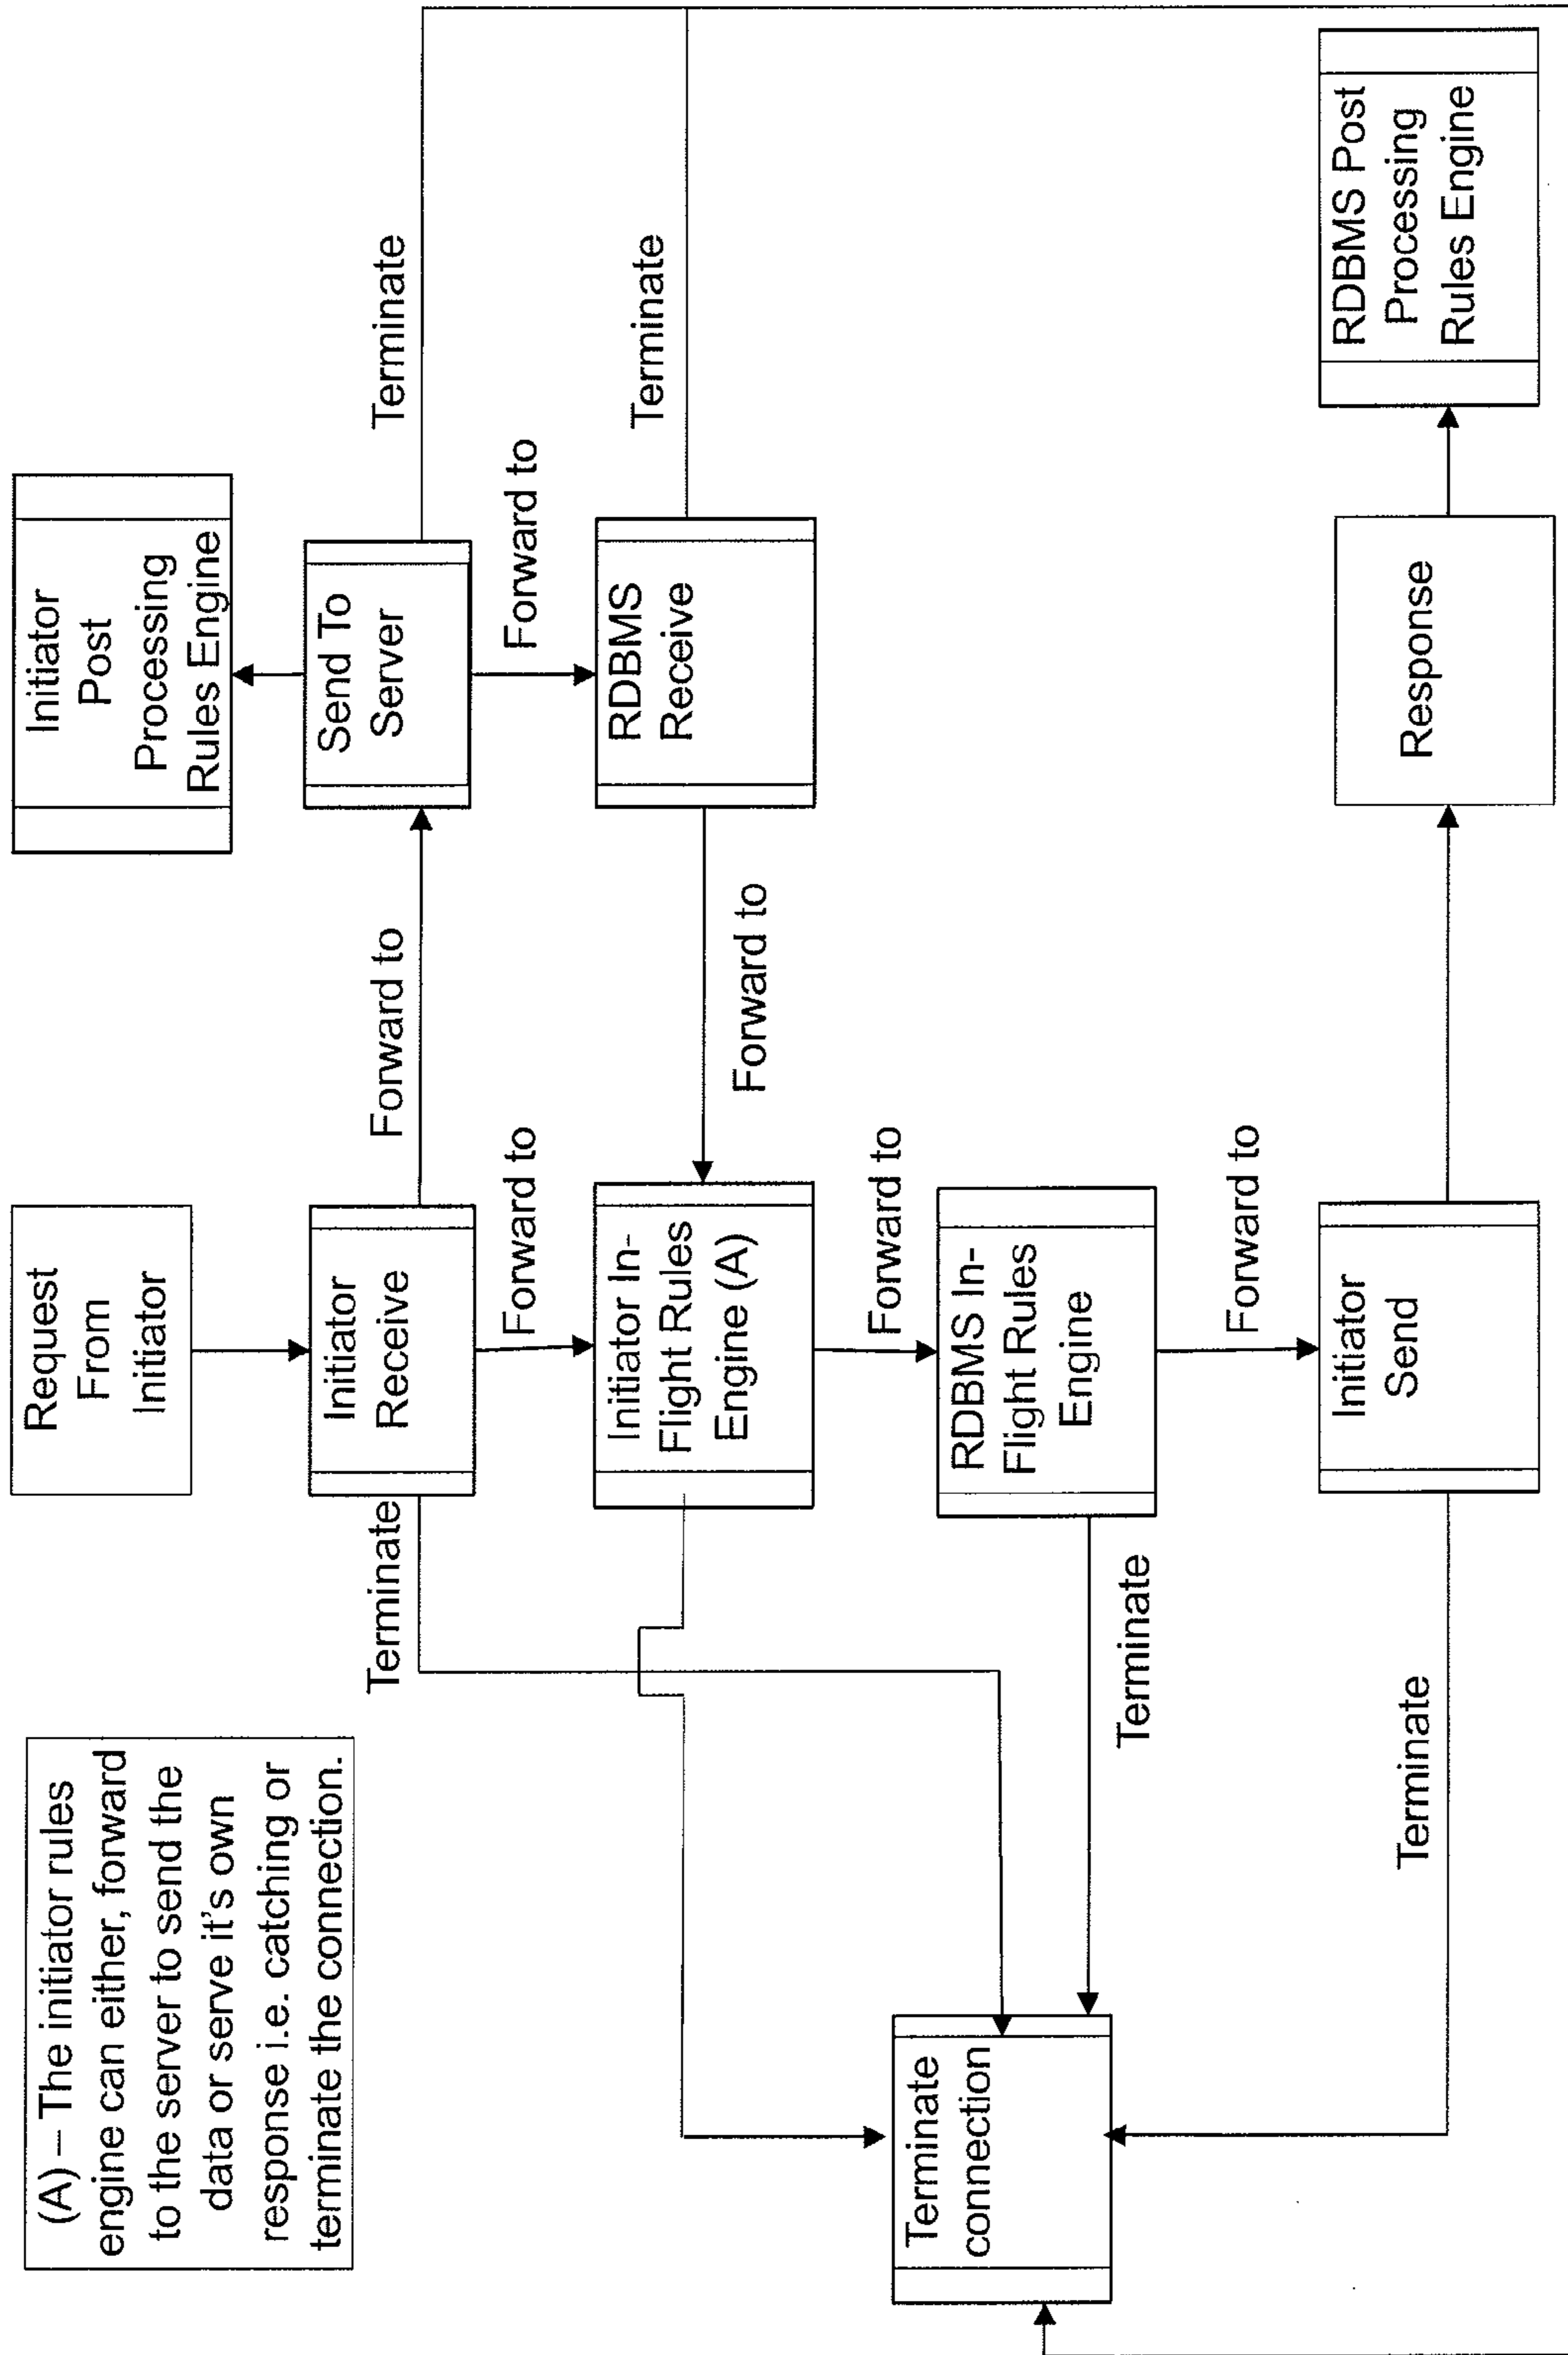 (A) – The initiator rules
engine can either, forward
to the server to send the
data or serve it's own
response i.e. catching or
terminate the connection.
Request
From
Initiator
Initiator
Post
Processing
Rules Engine
Terminate
Initiator
Receive
Forward to
Send To
Server
Terminate
Forward to
Forward to
Initiator In-
Flight Rules
Engine (A)
Forward to
RDBMS
Receive
Terminate
Forward to
Terminate
connection
Terminate
RDBMS In-
Flight Rules
Engine
Forward to
Terminate
Initiator
Send
Response
RDBMS Post
Processing
Rules Engine